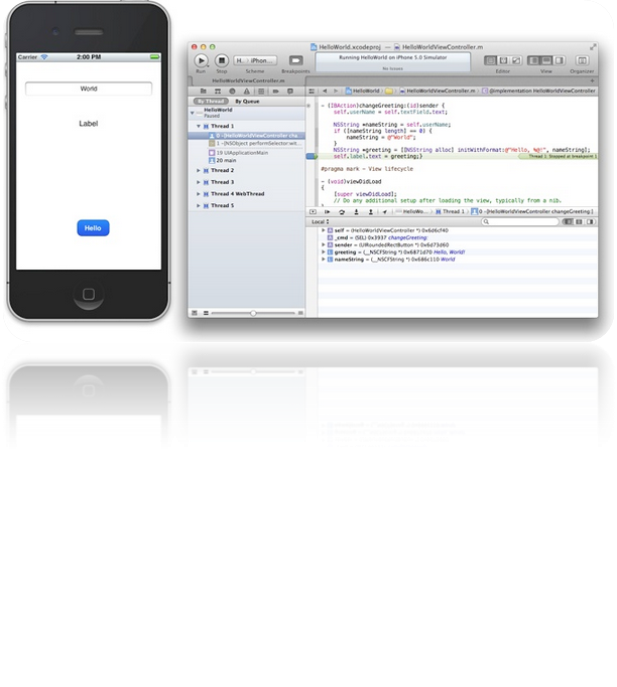 Carrier
2:00 PM
World
Label
Hello
HelloWorld.xcodeproj — HelloWorldViewController.m
Running HelloWorld on iPhone 5.0 Simulator
No Issues
Run
Stop
Scheme
Breakpoints
Editor
View
Organizer
HelloWorldViewController.m
By Thread
By Queue
HelloWorld
Paused
Thread 1
0 -[HelloWorldViewController cha...
1 -[NSObject performSelector:wit...
19 UIApplicationMain
20 main
Thread 2
Thread 3
Thread 4 WebThread
Thread 5
HelloWorld
HelloWorldViewController.m
@implementation HelloWorldViewController
- (IBAction)changeGreeting:(id)sender {
self.userName = self.textField.text;
NSString *nameString = self.userName;
if ([nameString length] == 0) {
nameString = @"World";
}
NSString *greeting = [[NSString alloc] initWithFormat:@"Hello, %@!", nameString];
self.label.text = greeting;}
Thread 1: Stopped at breakpoint 1
#pragma mark - View lifecycle
- (void)viewDidLoad
{
[super viewDidLoad];
// Do any additional setup after loading the view, typically from a nib.
Thread 1
0 -[HelloWorldViewController changeGreeting:]
Local
self = (HelloWorldViewController *)
_cmd = (SEL) 0x3937 changeGreeting:
sender = (UIRoundedRectButton *) 0x6d73d60
greeting = (__NSCFString *) 0x6871d70 Hello, World!
nameString = (__NSCFString *) 0x686c110 World